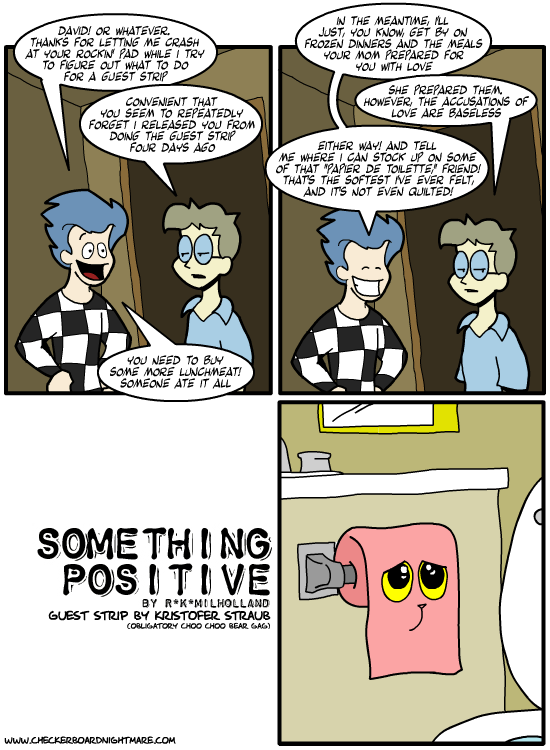 DAVID! OR WHATEVER.
THANKS FOR LETTING ME CRASH
AT YOUR ROCKIN' PAD WHILE I TRY
TO FIGURE OUT WHAT TO DO
FOR A GUEST STRIP
CONVENIENT THAT
YOU SEEM TO REPEATEDLY
FORGET I RELEASED YOU FROM
DOING THE GUEST STRIP
FOUR DAYS AGO
YOU NEED TO BUY
SOME MORE LUNCHMEAT!
SOMEONE ATE IT ALL
IN THE MEANTIME, I'LL
JUST, YOU KNOW, GET BY ON
FROZEN DINNERS AND THE MEALS
YOUR MOM PREPARED FOR
YOU WITH LOVE
SHE PREPARED THEM.
HOWEVER, THE ACCUSATIONS OF
LOVE ARE BASELESS
EITHER WAY! AND TELL
ME WHERE I CAN STOCK UP ON SOME
OF THAT "PAPIER DE TOILETTE," FRIEND!
THAT'S THE SOFTEST I'VE EVER FELT,
AND IT'S NOT EVEN QUILTED!
SOMETHING
POSITIVE
BY R*K*MILHOLLAND
GUEST STRIP BY KRISTOFER STRAUB
(OBLIGATORY CHOO CHOO BEAR GAG)
WWW.CHECKERBOARDNIGHTMARE.COM